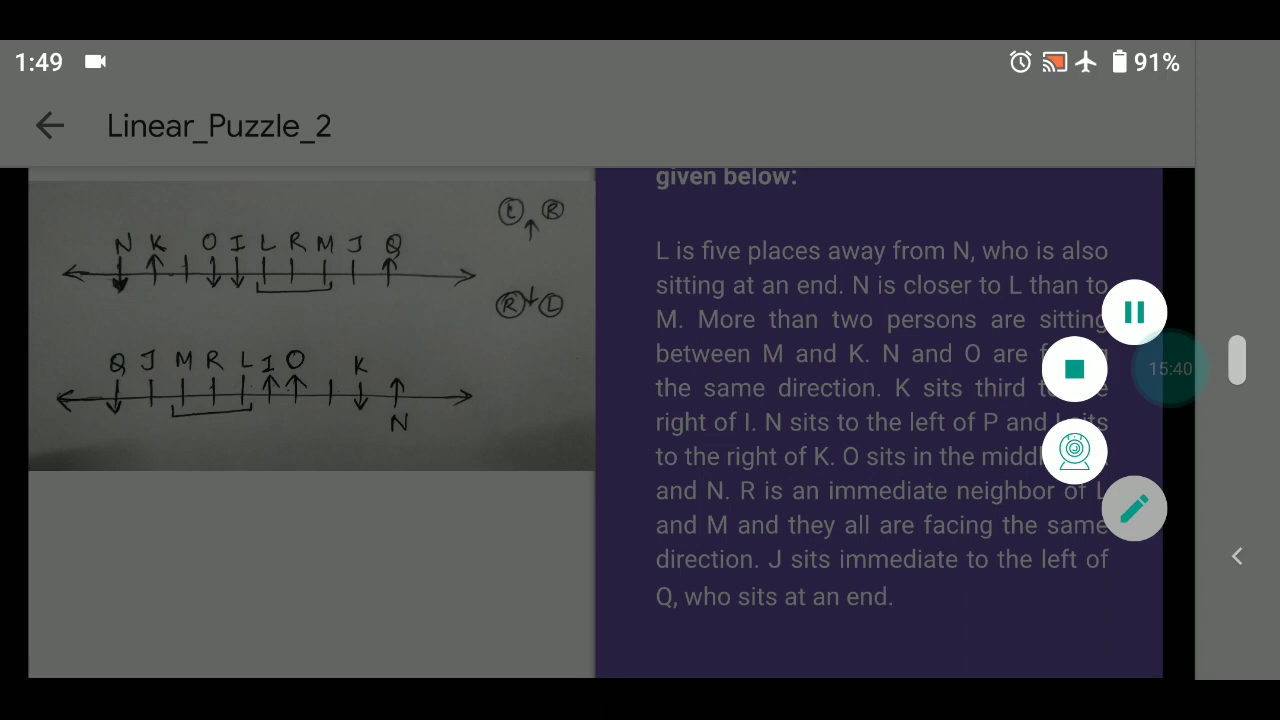 1:49
91%
Linear_Puzzle_2
N K O I L R M J Q
L R
R L
Q J M R L I O K
N
given below:
L is five places away from N, who is also
sitting at an end. N is closer to L than to
M. More than two persons are sitting
between M and K. N and O are
the same direction. K sits third
right of I. N sits to the left of P and
to the right of K. O sits in the
and N. R is an immediate neighbor of L
and M and they all are facing the same
direction. J sits immediate to the left of
Q, who sits at an end.
15:40